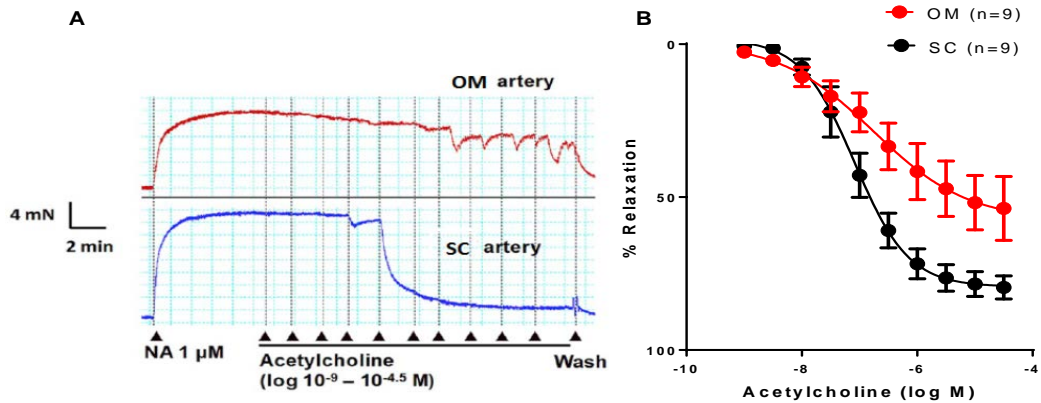 A
OM artery
4 mN
2 min
SC artery
NA 1 µM
Acetylcholine
(log 10⁻⁹ – 10⁻⁴·⁵ M)
Wash
B
OM (n=9)
SC (n=9)
0
50
100
% Relaxation
-10 -8 -6 -4
Acetylcholine (log M)